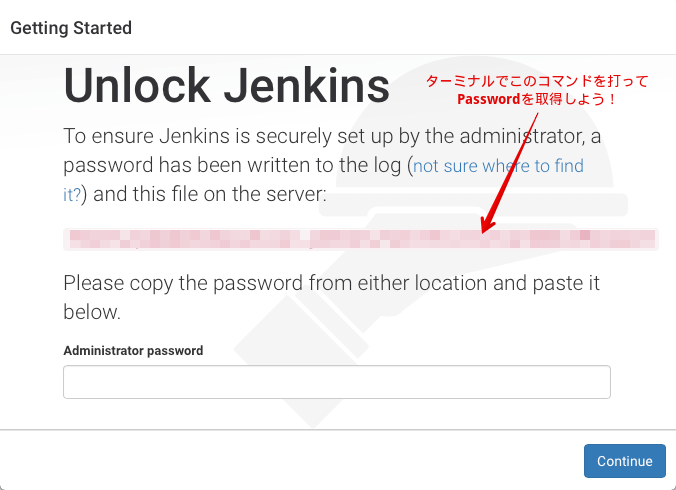 Getting Started
Unlock Jenkins
ターミナルでこのコマンドを打って
Passwordを取得しよう！
To ensure Jenkins is securely set up by the administrator, a
password has been written to the log (not sure where to find
it?) and this file on the server:
Please copy the password from either location and paste it
below.
Administrator password
Continue